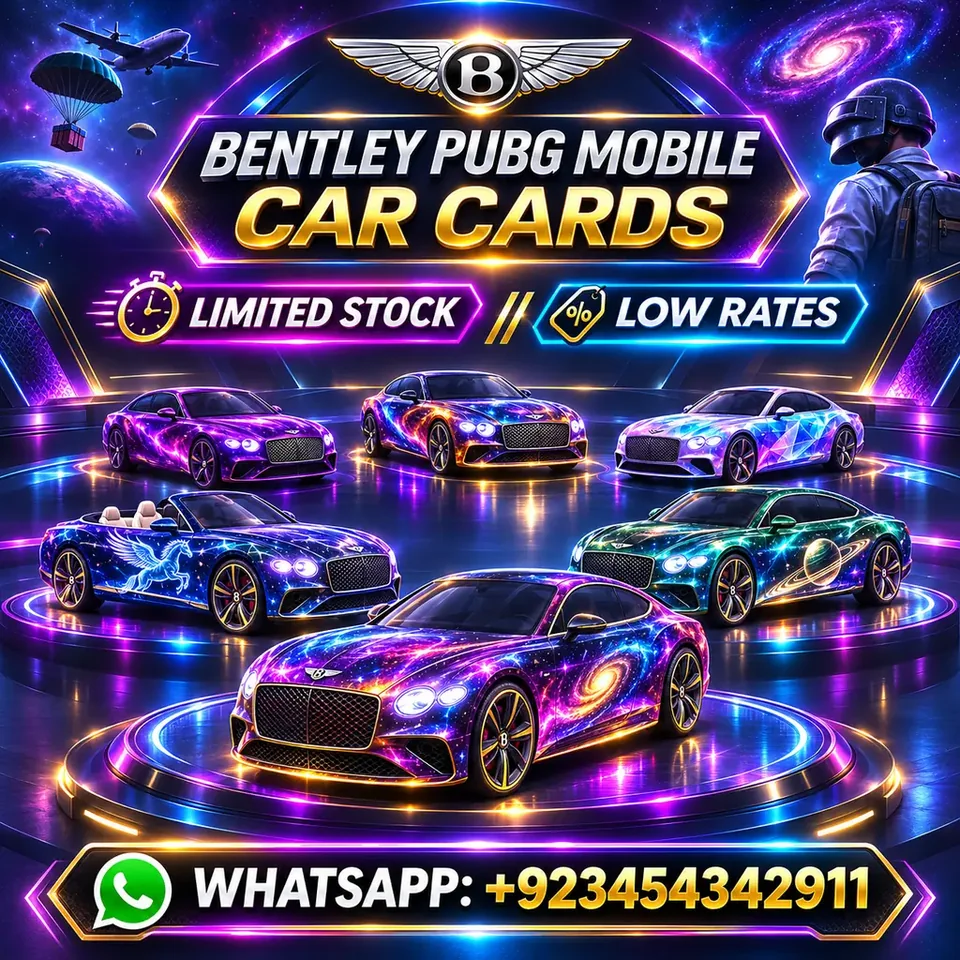 B
BENTLEY PUBG MOBILE
CAR CARDS
LIMITED STOCK // LOW RATES
%
WHATSAPP: +923454342911